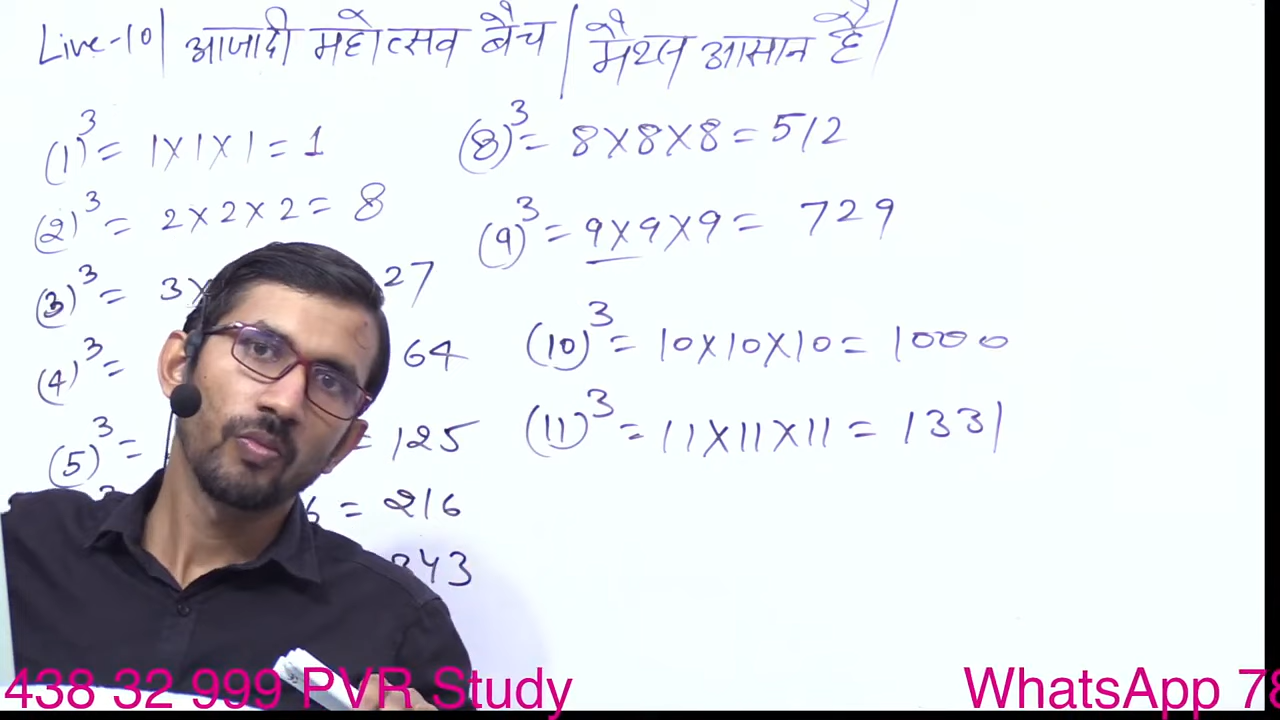 Live-10 | आजादी महोत्सव बैच | मैथ्स आसान है |
(1)³ = 1×1×1 = 1
(2)³ = 2×2×2 = 8
(3)³ = 3× 27
(4)³ = 64
(5)³ = = 125
6 = 216
343
(8)³ = 8×8×8 = 512
(9)³ = 9×9×9 = 729
(10)³ = 10×10×10 = 1000
(11)³ = 11×11×11 = 1331
438 32 999 PVR Study WhatsApp 78